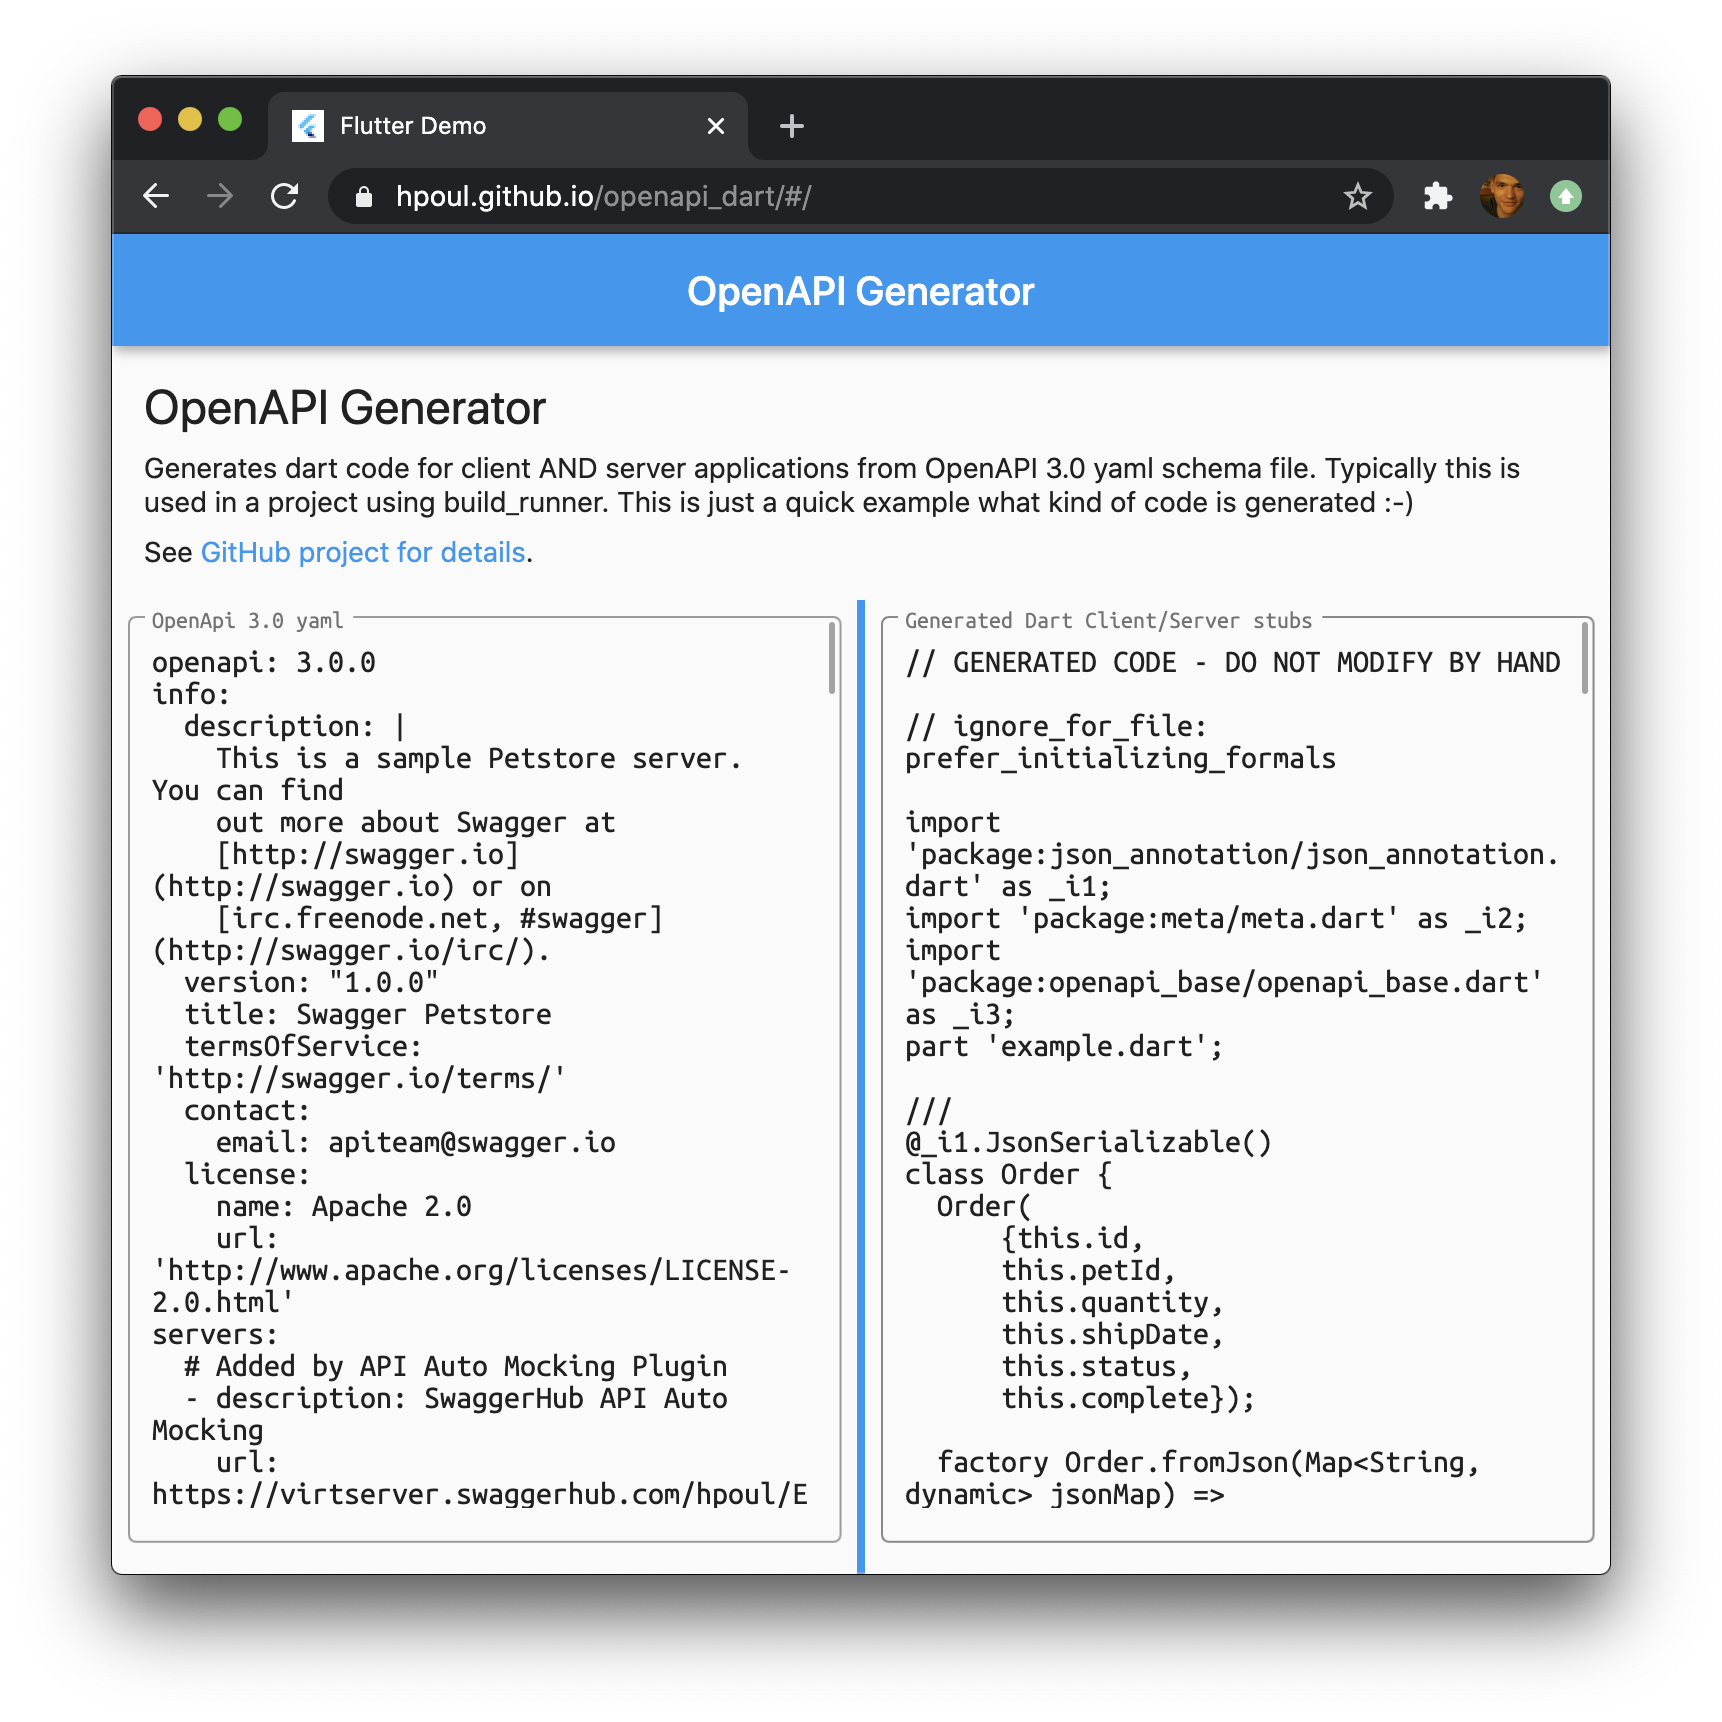 Flutter Demo
hpoul.github.io/openapi_dart/#/
OpenAPI Generator
OpenAPI Generator
Generates dart code for client AND server applications from OpenAPI 3.0 yaml schema file. Typically this is
used in a project using build_runner. This is just a quick example what kind of code is generated :-)
See GitHub project for details.
OpenApi 3.0 yaml
openapi: 3.0.0
info:
  description: |
    This is a sample Petstore server.
You can find
    out more about Swagger at
    [http://swagger.io]
(http://swagger.io) or on
    [irc.freenode.net, #swagger]
(http://swagger.io/irc/).
  version: "1.0.0"
  title: Swagger Petstore
  termsOfService:
'http://swagger.io/terms/'
  contact:
    email: apiteam@swagger.io
  license:
    name: Apache 2.0
    url:
'http://www.apache.org/licenses/LICENSE-
2.0.html'
servers:
  # Added by API Auto Mocking Plugin
  - description: SwaggerHub API Auto
Mocking
    url:
https://virtserver.swaggerhub.com/hpoul/E
Generated Dart Client/Server stubs
// GENERATED CODE - DO NOT MODIFY BY HAND

// ignore_for_file:
prefer_initializing_formals

import
'package:json_annotation/json_annotation.
dart' as _i1;
import 'package:meta/meta.dart' as _i2;
import
'package:openapi_base/openapi_base.dart'
as _i3;
part 'example.dart';

///
@_i1.JsonSerializable()
class Order {
  Order(
      {this.id,
      this.petId,
      this.quantity,
      this.shipDate,
      this.status,
      this.complete});

  factory Order.fromJson(Map<String,
dynamic> jsonMap) =>